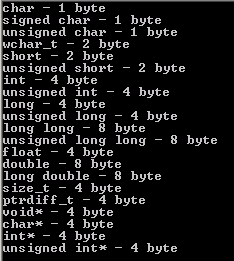 char - 1 byte
signed char - 1 byte
unsigned char - 1 byte
wchar_t - 2 byte
short - 2 byte
unsigned short - 2 byte
int - 4 byte
unsigned int - 4 byte
long - 4 byte
unsigned long - 4 byte
long long - 8 byte
unsigned long long - 8 byte
float - 4 byte
double - 8 byte
long double - 8 byte
size_t - 4 byte
ptrdiff_t - 4 byte
void* - 4 byte
char* - 4 byte
int* - 4 byte
unsigned int* - 4 byte